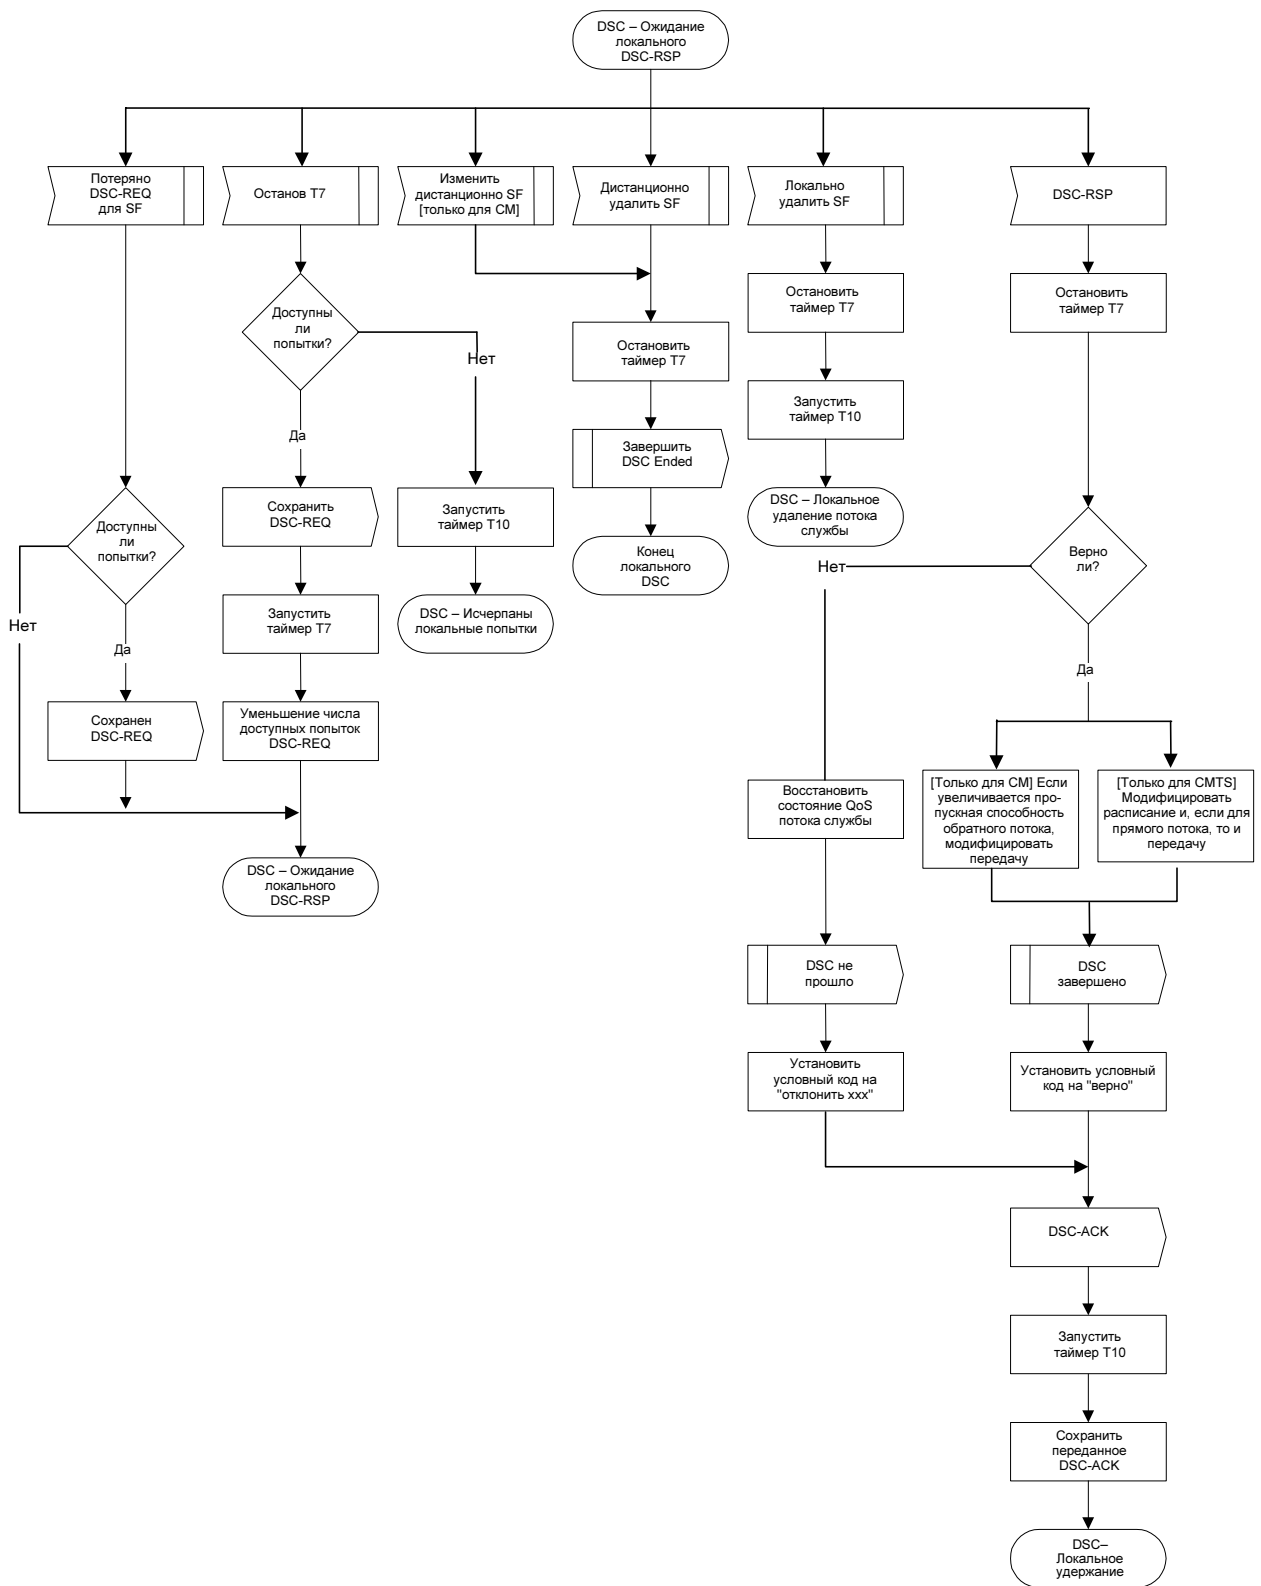 DSC – Ожидание
локального
DSC-RSP
Потеряно
DSC-REQ
для SF
Останов T7
Изменить
дистанционно SF
[только для CM]
Дистанционно
удалить SF
Локально
удалить SF
DSC-RSP
Доступны
ли
попытки?
Нет
Да
Сохранить
DSC-REQ
Запустить
таймер T7
Уменьшение числа
доступных попыток
DSC-REQ
Запустить
таймер T10
DSC – Исчерпаны
локальные попытки
Остановить
таймер T7
Завершить
DSC Ended
Конец
локального
DSC
Остановить
таймер T7
Запустить
таймер T10
DSC – Локальное
удаление потока
службы
Остановить
таймер T7
Доступны
ли
попытки?
Нет
Да
Сохранен
DSC-REQ
DSC – Ожидание
локального
DSC-RSP
Верно
ли?
Нет
Да
Восстановить
состояние QoS
потока службы
[Только для CM] Если
увеличивается про-
пускная способность
обратного потока,
модифицировать
передачу
[Только для CMTS]
Модифицировать
расписание и, если для
прямого потока, то и
передачу
DSC не
прошло
DSC
завершено
Установить
условный код на
"отклонить xxx"
Установить условный
код на "верно"
DSC-ACK
Запустить
таймер T10
Сохранить
переданное
DSC-ACK
DSC–
Локальное
удержание